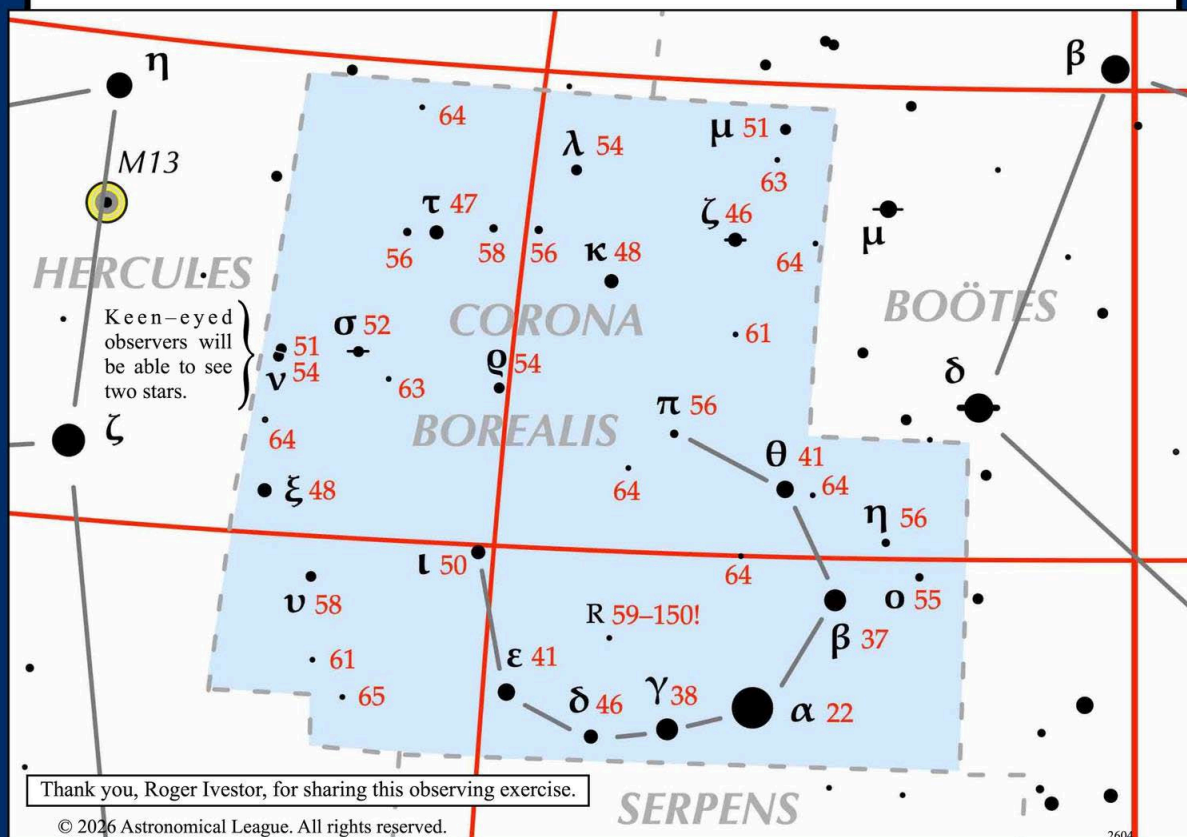 η
β
64
λ 54
μ 51
M13
63
τ 47
ζ 46
μ
56
58
56
κ 48
64
HERCULES
BOÖTES
CORONA
Keen–eyed
observers will
be able to see
two stars.
51
ν 54
σ 52
61
63
ϱ 54
δ
π 56
BOREALIS
ζ
64
θ 41
64
ξ 48
64
η 56
ι 50
64
υ 58
ο 55
R 59–150!
β 37
61
ε 41
65
δ 46
γ 38
α 22
Thank you, Roger Ivestor, for sharing this observing exercise.
SERPENS
© 2026 Astronomical League. All rights reserved.
2604